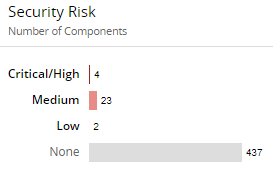 Security Risk
Number of Components
Critical/High 4
Medium 23
Low 2
None 437